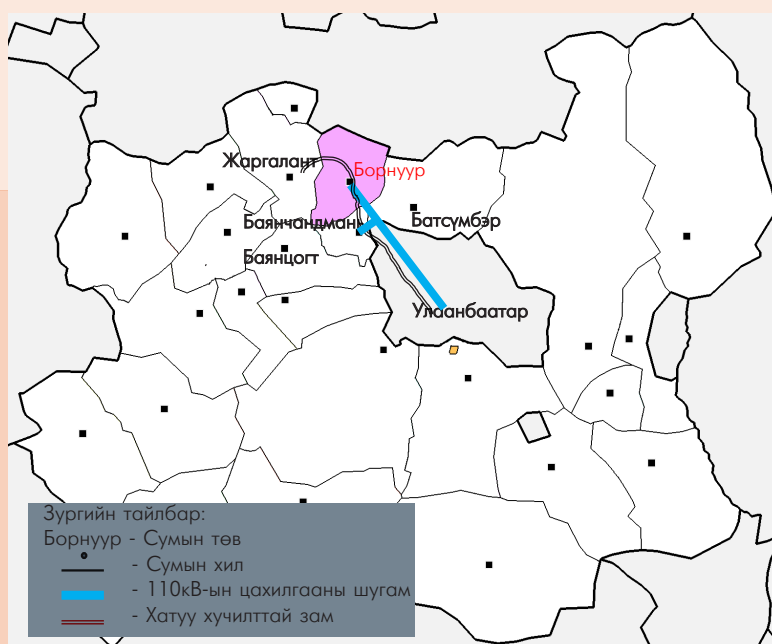 Жаргалант
Борнуур
Баянчандмань
Батсүмбэр
Баянцогт
Улаанбаатар
Зургийн тайлбар:
Борнуур - Сумын төв
- Сумын хил
- 110кВ-ын цахилгааны шугам
- Хатуу хучилттай зам